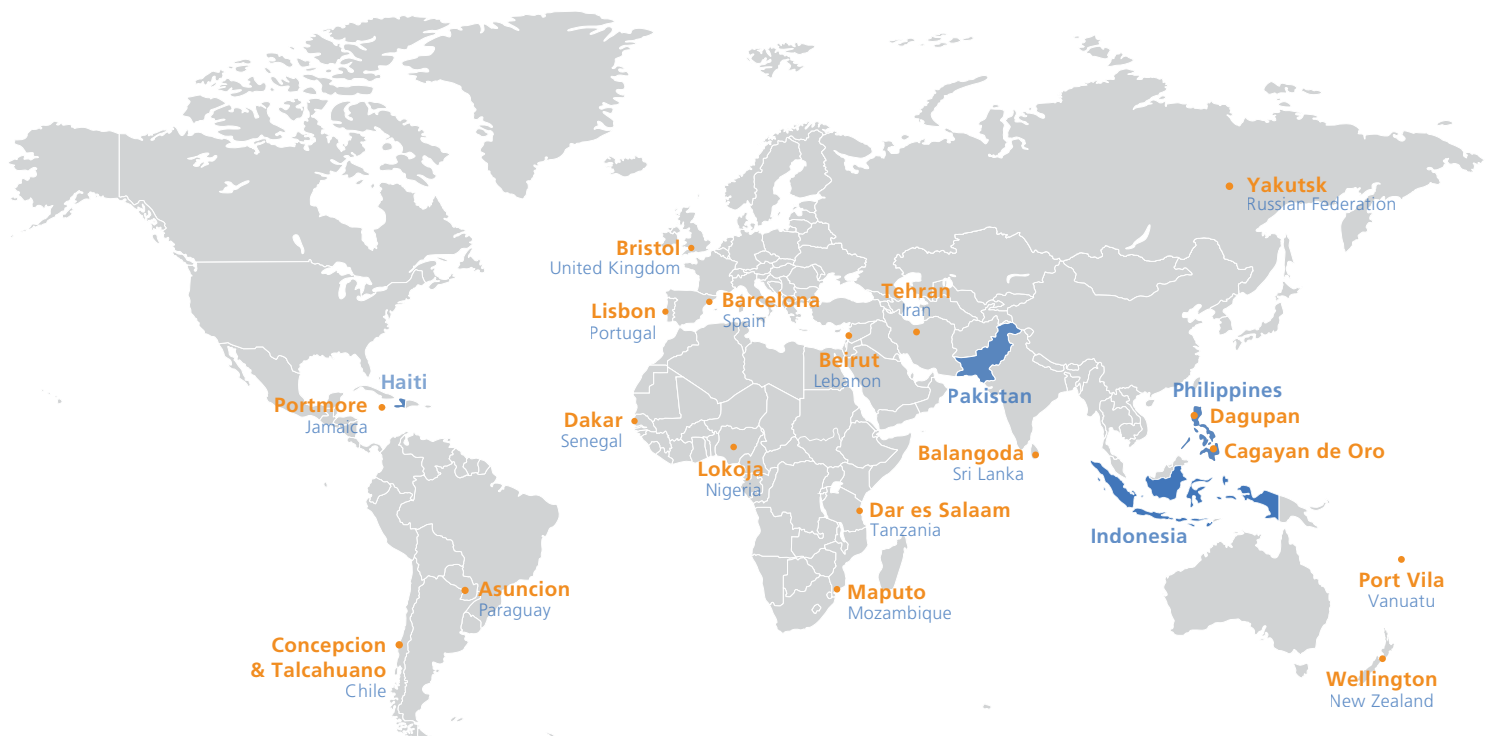 Yakutsk
Russian Federation
Bristol
United Kingdom
Tehran
Iran
Barcelona
Spain
Lisbon
Portugal
Beirut
Lebanon
Haiti
Pakistan
Philippines
Portmore
Jamaica
Dagupan
Dakar
Senegal
Balangoda
Sri Lanka
Cagayan de Oro
Lokoja
Nigeria
Dar es Salaam
Tanzania
Indonesia
Asuncion
Paraguay
Maputo
Mozambique
Port Vila
Vanuatu
Concepcion
& Talcahuano
Chile
Wellington
New Zealand